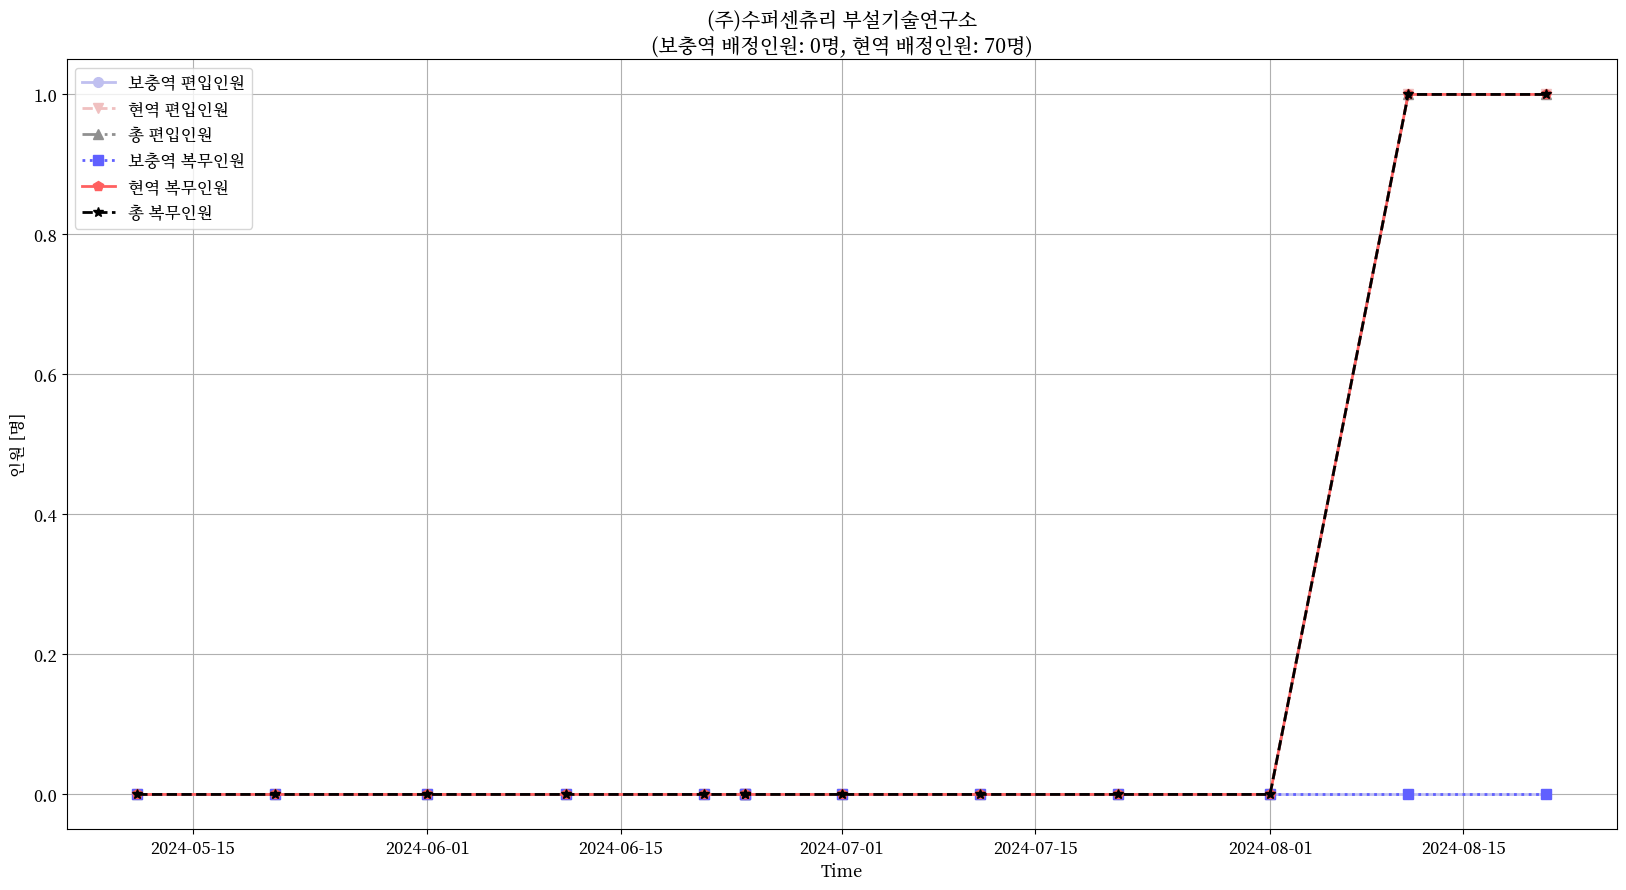 (주)수퍼센츄리 부설기술연구소
(보충역 배정인원: 0명, 현역 배정인원: 70명)
보충역 편입인원
현역 편입인원
총 편입인원
보충역 복무인원
현역 복무인원
총 복무인원
1.0
0.8
0.6
0.4
0.2
0.0
인원 [명]
2024-05-15
2024-06-01
2024-06-15
2024-07-01
2024-07-15
2024-08-01
2024-08-15
Time